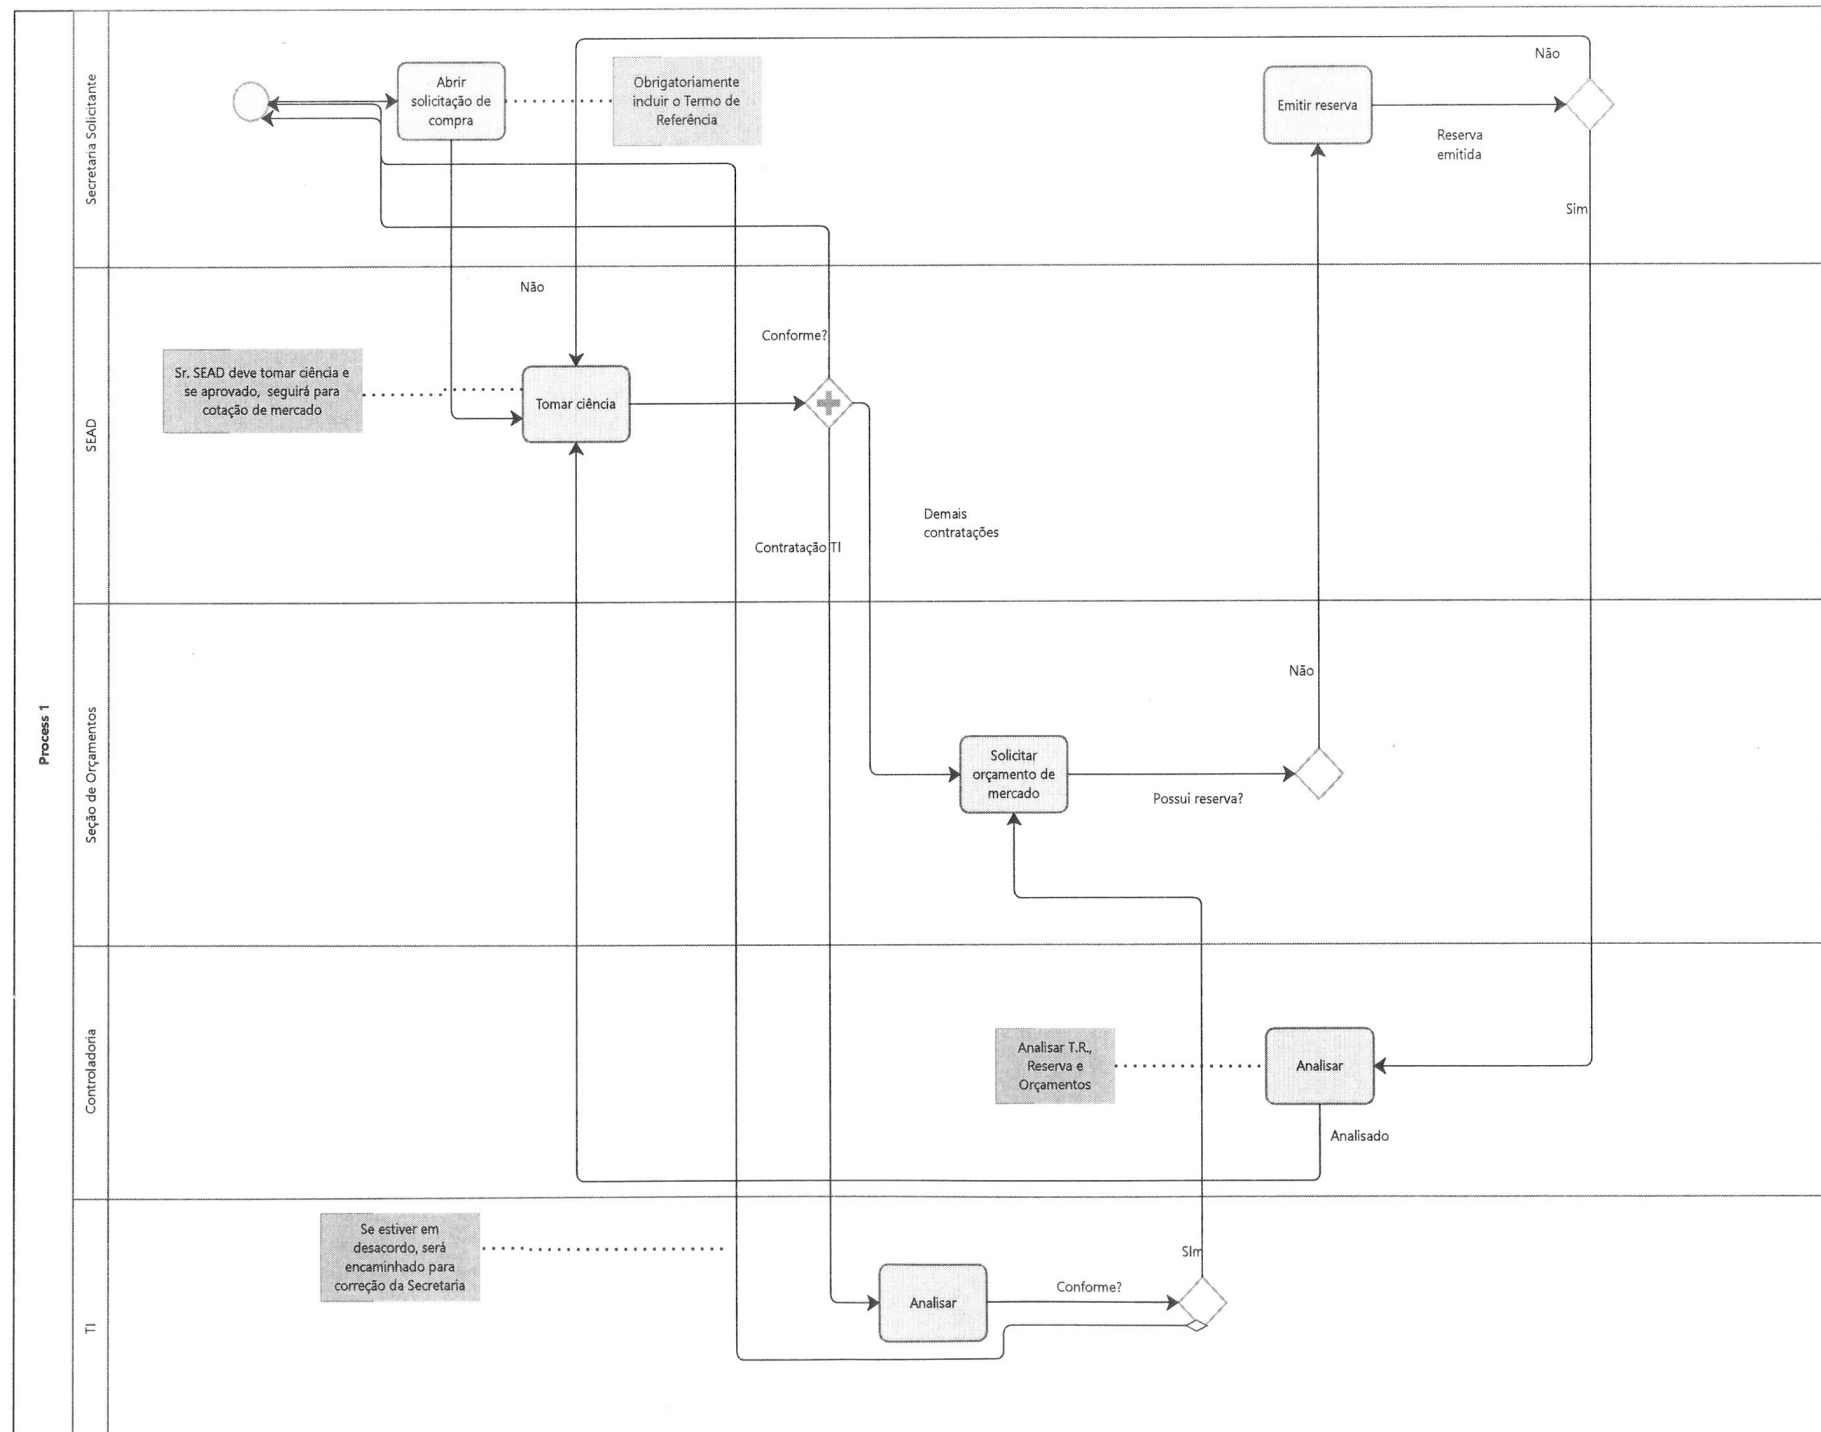 Process 1
Secretaria Solicitante
Abrir
solicitação de
compra
Obrigatoriamente
incluir o Termo de
Referência
Emitir reserva
Reserva
emitida
Não
Sim
SEAD
Não
Sr. SEAD deve tomar ciência e
se aprovado, seguirá para
cotação de mercado
Tomar ciência
Conforme?
Contratação TI
Demais
contratações
Seção de Orçamentos
Solicitar
orçamento de
mercado
Possui reserva?
Não
Controladoria
Analisar T.R.,
Reserva e
Orçamentos
Analisar
Analisado
TI
Se estiver em
desacordo, será
encaminhado para
correção da Secretaria
Analisar
Conforme?
SIm